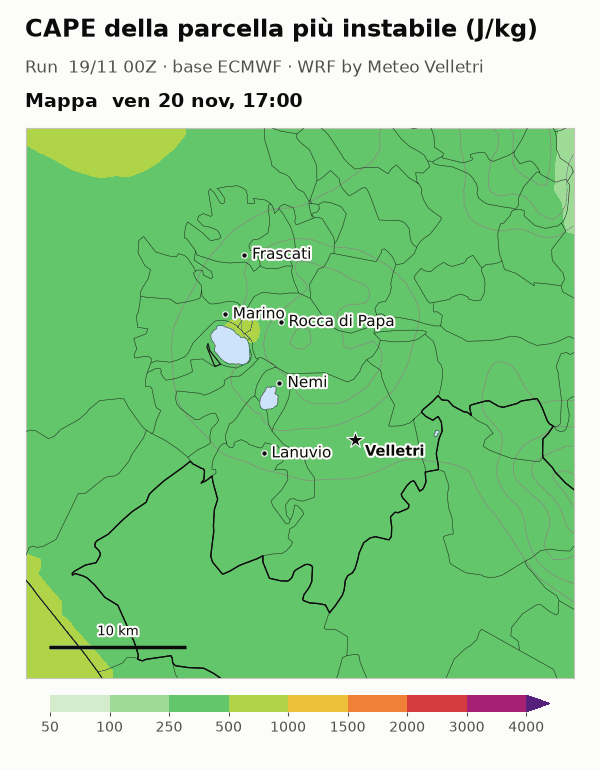 CAPE della parcella più instabile (J/kg)
Run  19/11 00Z · base ECMWF · WRF by Meteo Velletri
Mappa  ven 20 nov, 17:00
Frascati
Marino
Rocca di Papa
Nemi
Velletri
Lanuvio
10 km
50 100 250 500 1000 1500 2000 3000 4000